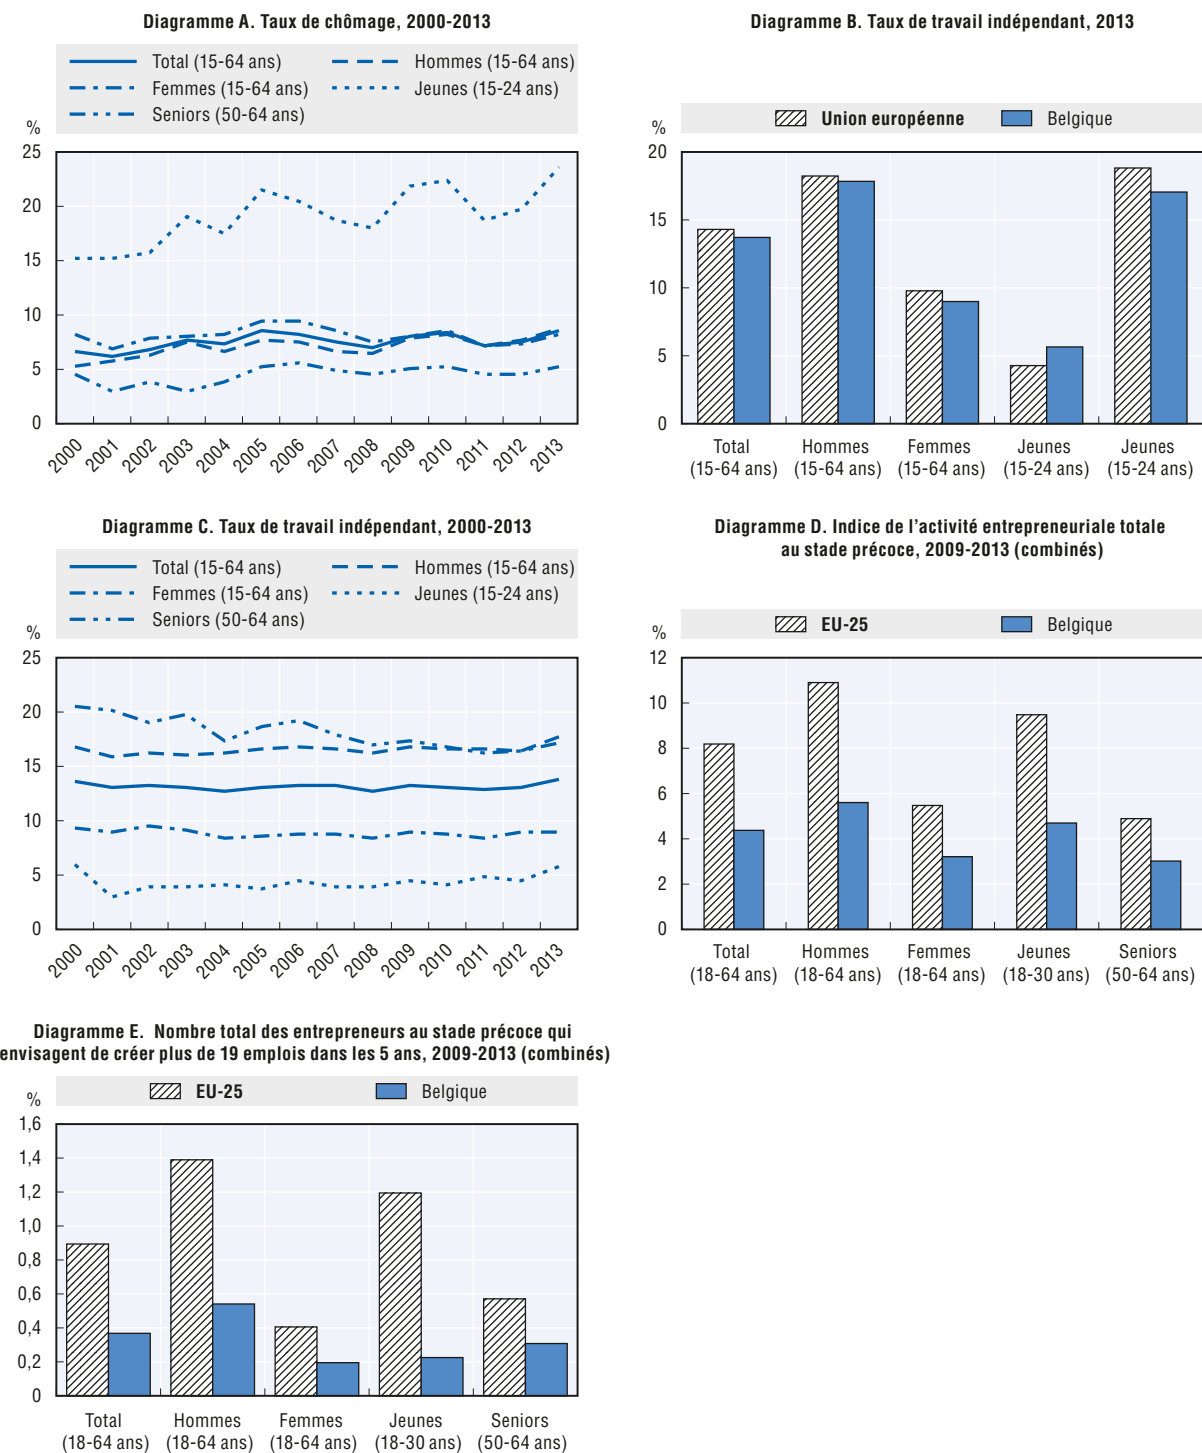 Diagramme A. Taux de chômage, 2000-2013
Total (15-64 ans)
Hommes (15-64 ans)
Femmes (15-64 ans)
Jeunes (15-24 ans)
Seniors (50-64 ans)
%
25
20
15
10
5
0
2000 2001 2002 2003 2004 2005 2006 2007 2008 2009 2010 2011 2012 2013
Diagramme B. Taux de travail indépendant, 2013
Union européenne
Belgique
%
20
15
10
5
0
Total Hommes Femmes Jeunes Jeunes
(15-64 ans) (15-64 ans) (15-64 ans) (15-24 ans) (15-24 ans)
Diagramme C. Taux de travail indépendant, 2000-2013
Total (15-64 ans)
Hommes (15-64 ans)
Femmes (15-64 ans)
Jeunes (15-24 ans)
Seniors (50-64 ans)
%
25
20
15
10
5
0
2000 2001 2002 2003 2004 2005 2006 2007 2008 2009 2010 2011 2012 2013
Diagramme D. Indice de l'activité entrepreneuriale totale
au stade précoce, 2009-2013 (combinés)
EU-25
Belgique
%
12
10
8
6
4
2
0
Total Hommes Femmes Jeunes Seniors
(18-64 ans) (18-64 ans) (18-64 ans) (18-30 ans) (50-64 ans)
Diagramme E. Nombre total des entrepreneurs au stade précoce qui
envisagent de créer plus de 19 emplois dans les 5 ans, 2009-2013 (combinés)
EU-25
Belgique
%
1,6
1,4
1,2
1,0
0,8
0,6
0,4
0,2
0
Total Hommes Femmes Jeunes Seniors
(18-64 ans) (18-64 ans) (18-64 ans) (18-30 ans) (50-64 ans)